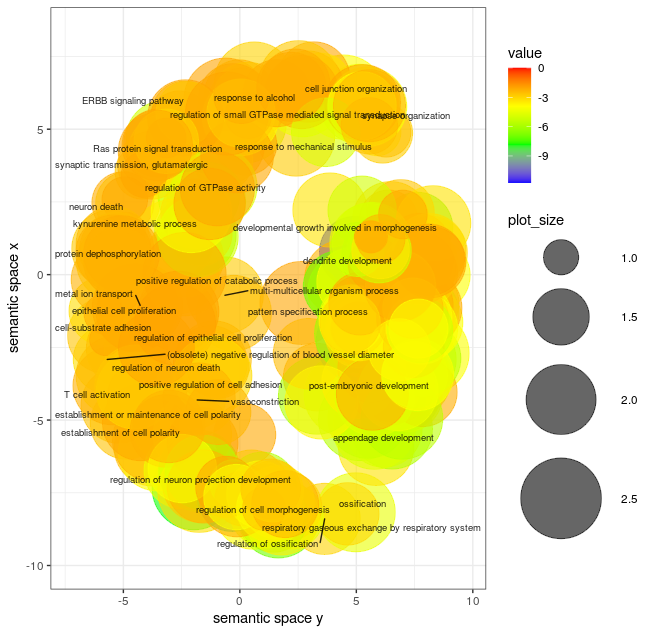 ERBB signaling pathway
response to alcohol
cell junction organization
regulation of small GTPase mediated signal transduction
synapse organization
Ras protein signal transduction
response to mechanical stimulus
synaptic transmission, glutamatergic
regulation of GTPase activity
neuron death
kynurenine metabolic process
developmental growth involved in morphogenesis
protein dephosphorylation
dendrite development
positive regulation of catabolic process
metal ion transport
multi-multicellular organism process
epithelial cell proliferation
pattern specification process
cell-substrate adhesion
regulation of epithelial cell proliferation
(obsolete) negative regulation of blood vessel diameter
regulation of neuron death
positive regulation of cell adhesion
post-embryonic development
T cell activation
vasoconstriction
establishment or maintenance of cell polarity
establishment of cell polarity
appendage development
regulation of neuron projection development
ossification
regulation of cell morphogenesis
respiratory gaseous exchange by respiratory system
regulation of ossification
5
0
-5
-10
-5
0
5
10
semantic space y
semantic space x
value
0
-3
-6
-9
plot_size
1.0
1.5
2.0
2.5